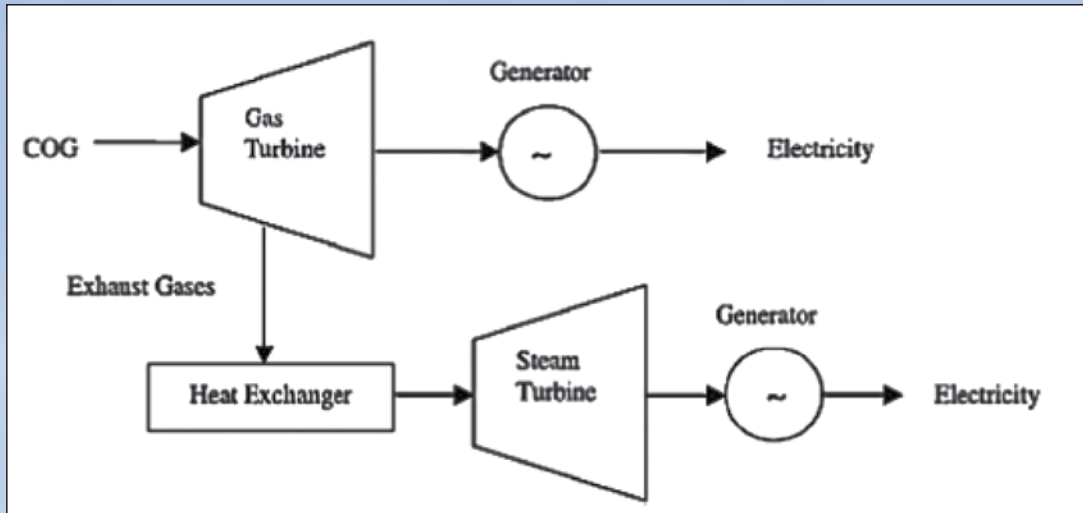 Generator
COG
Gas
Turbine
~
Electricity
Exhaust Gases
Generator
Heat Exchanger
Steam
Turbine
~
Electricity